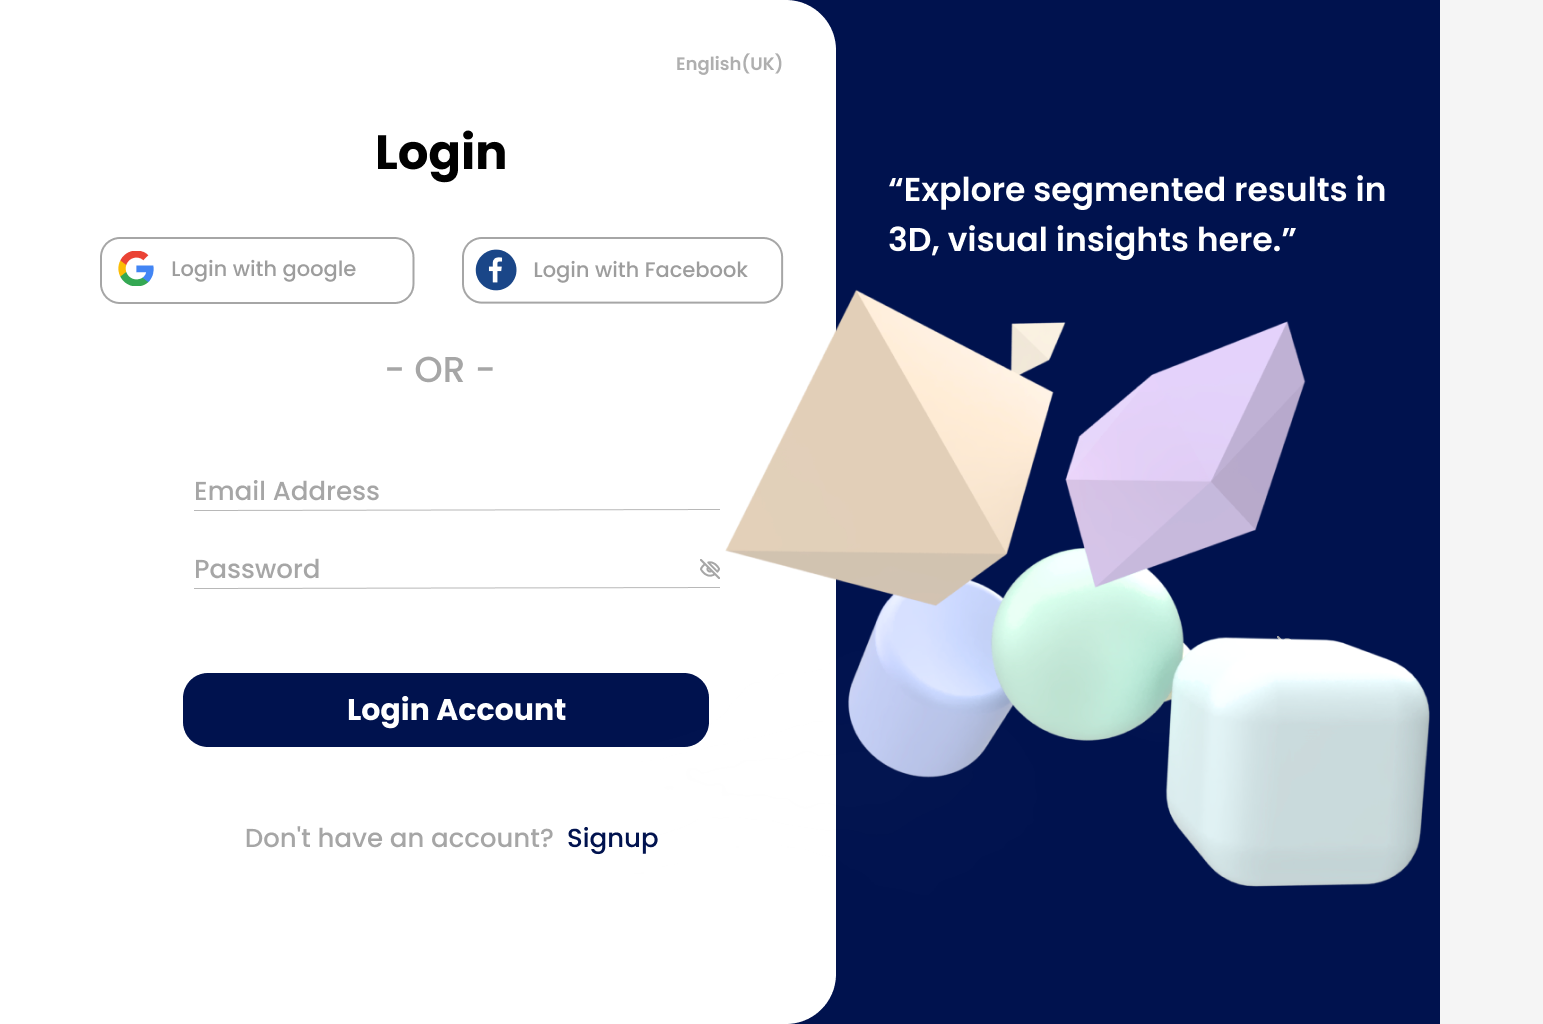 English(UK)
Login
Login with google
Login with Facebook
- OR -
Email Address
Password
Login Account
Don't have an account? Signup
“Explore segmented results in
3D, visual insights here.”